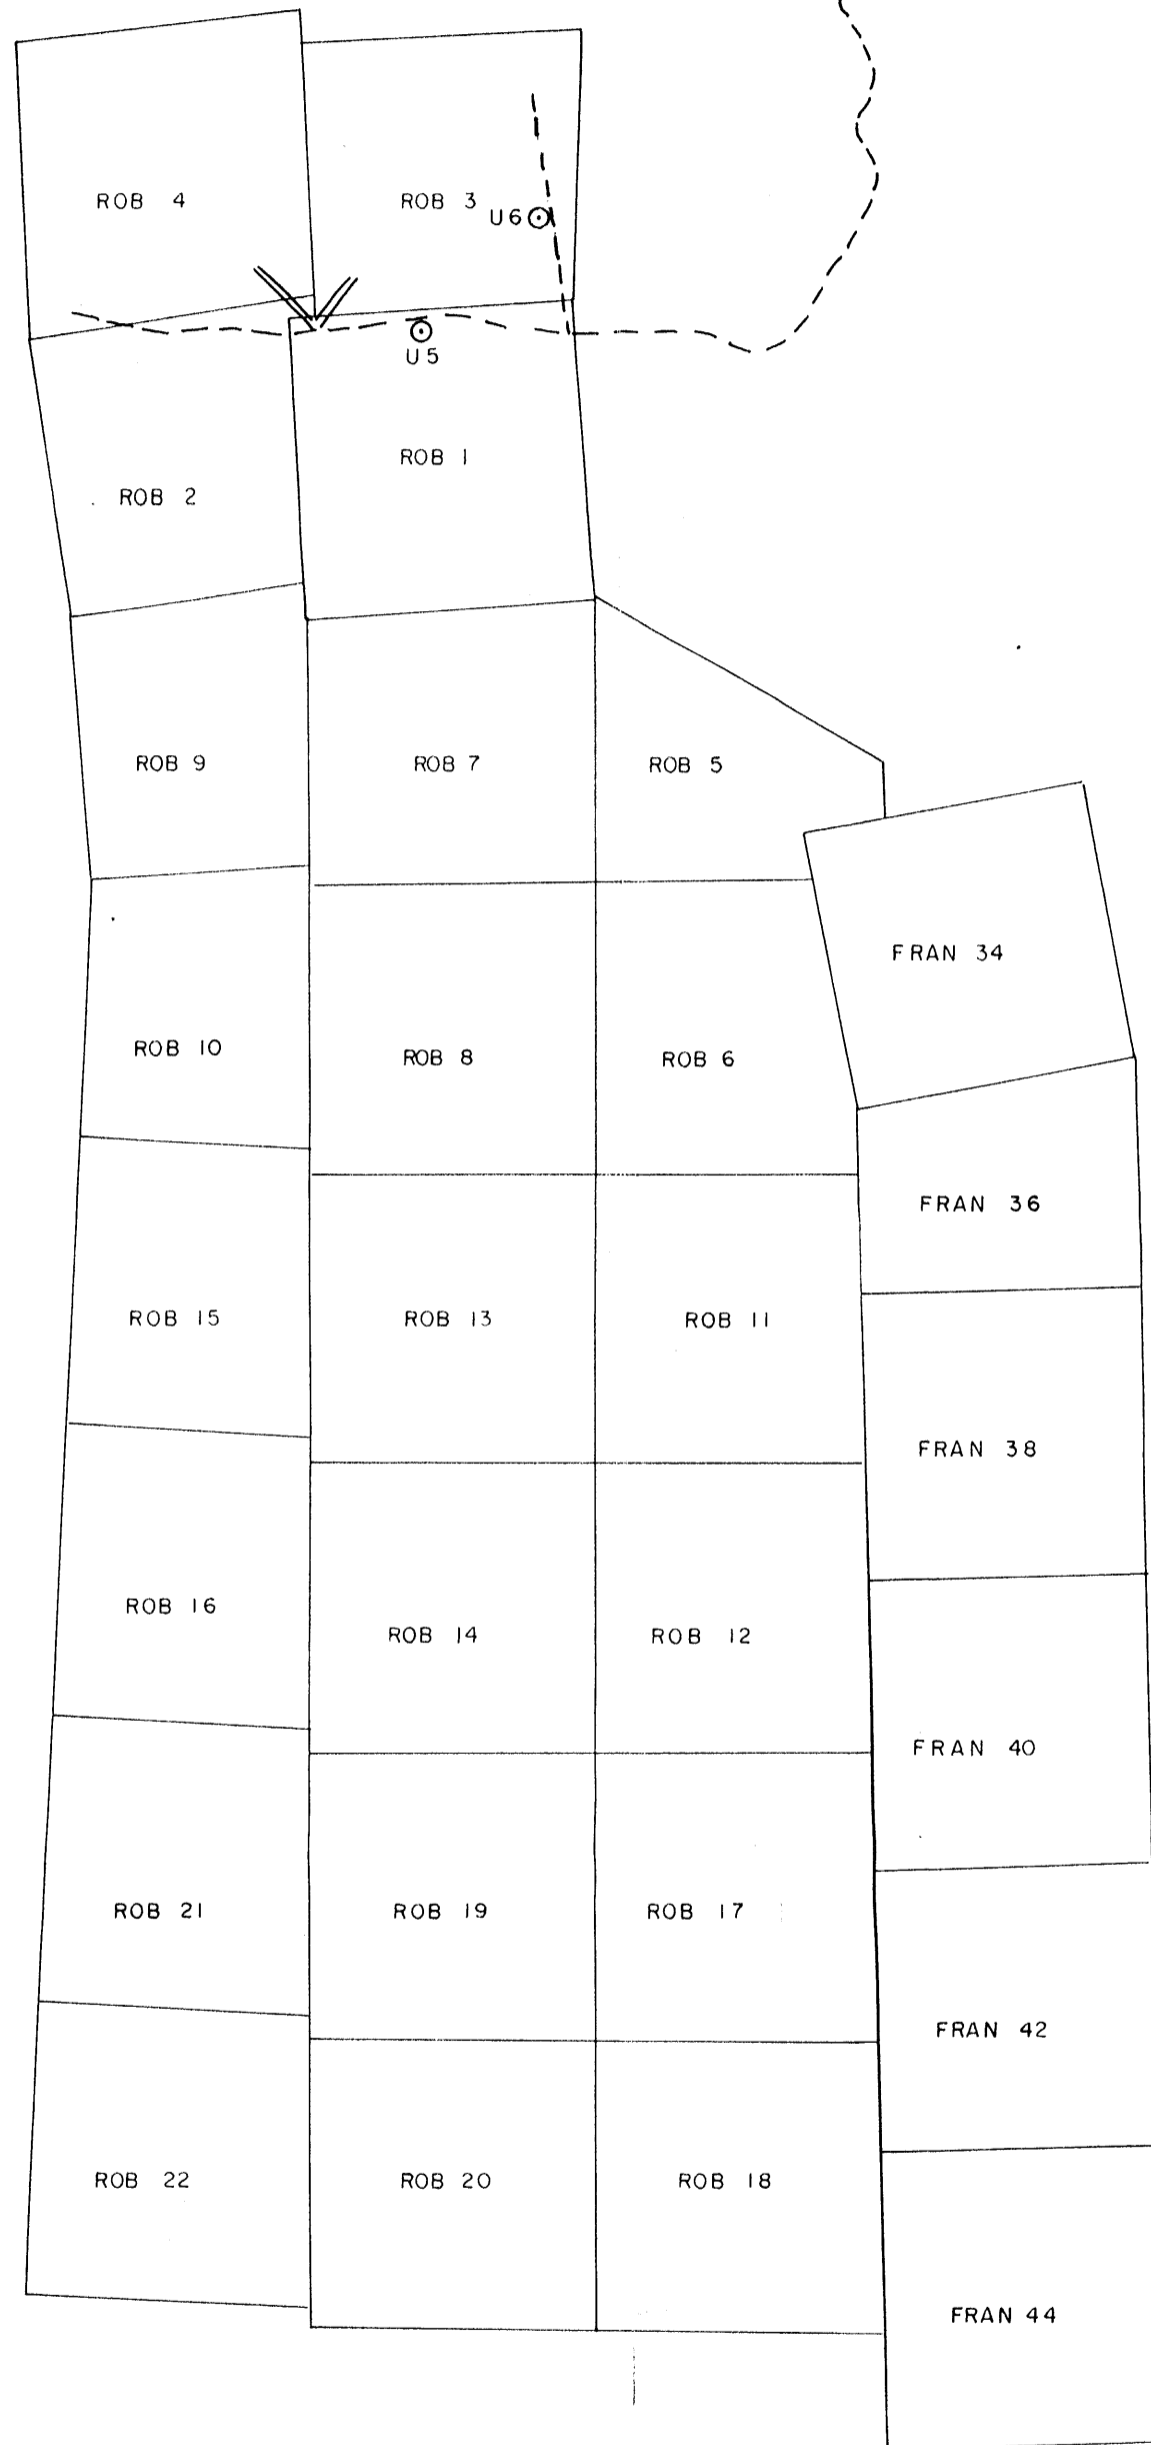 ROB 4
ROB 3
U6
U5
ROB 1
ROB 2
ROB 9
ROB 7
ROB 5
FRAN 34
ROB 10
ROB 8
ROB 6
FRAN 36
ROB 15
ROB 13
ROB 11
FRAN 38
ROB 16
ROB 14
ROB 12
FRAN 40
ROB 21
ROB 19
ROB 17
FRAN 42
ROB 22
ROB 20
ROB 18
FRAN 44